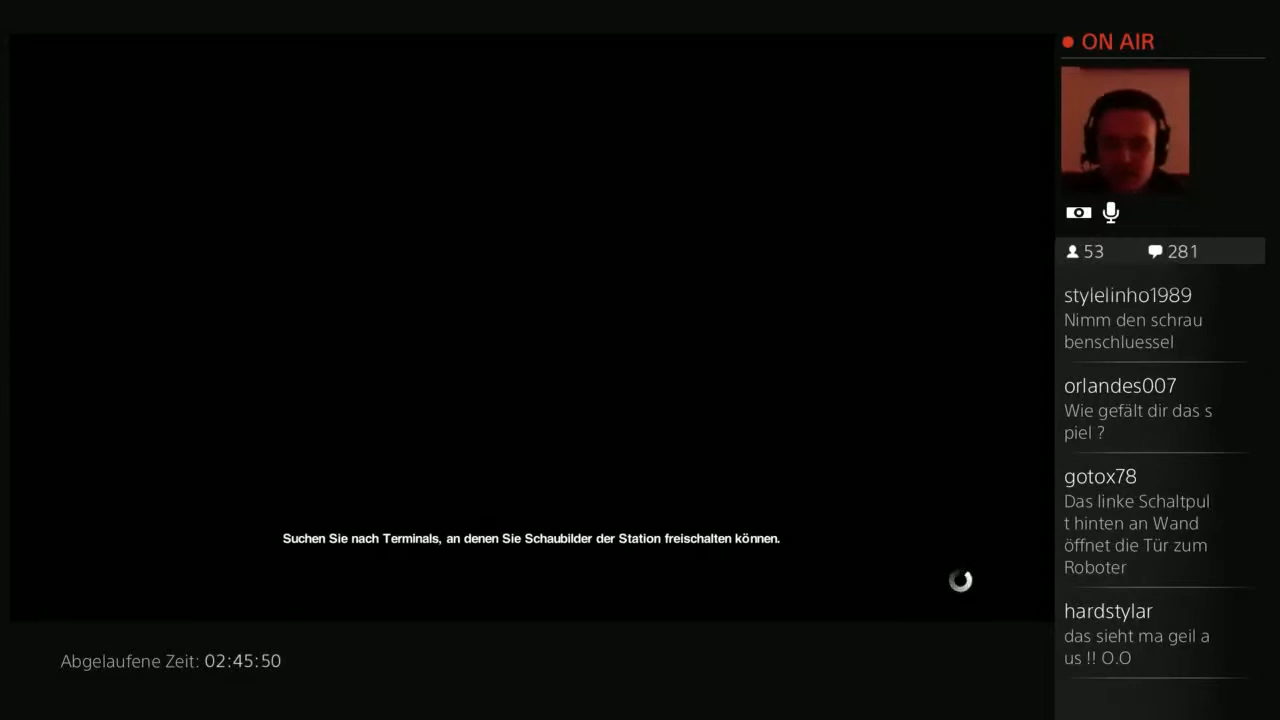 ON AIR
53 281
stylelinho1989
Nimm den schrau
benschluessel
orlandes007
Wie gefält dir das s
piel ?
gotox78
Das linke Schaltpul
t hinten an Wand
öffnet die Tür zum
Roboter
hardstylar
das sieht ma geil a
us !! O.O
Suchen Sie nach Terminals, an denen Sie Schaubilder der Station freischalten können.
Abgelaufene Zeit: 02:45:50